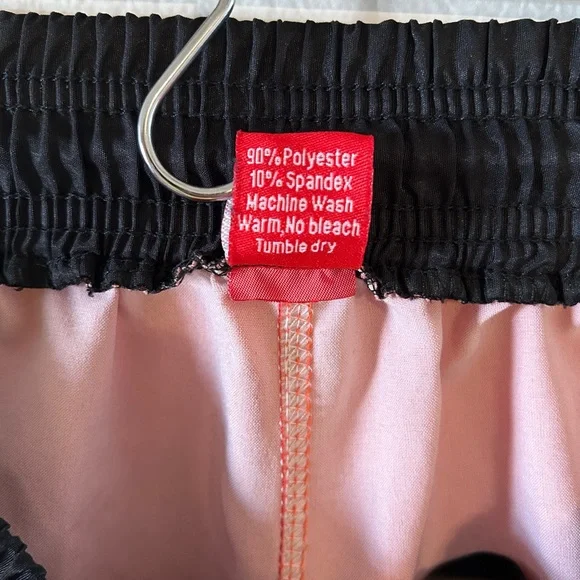 90% Polyester
10% Spandex
Machine Wash
Warm, No bleach
Tumble dry